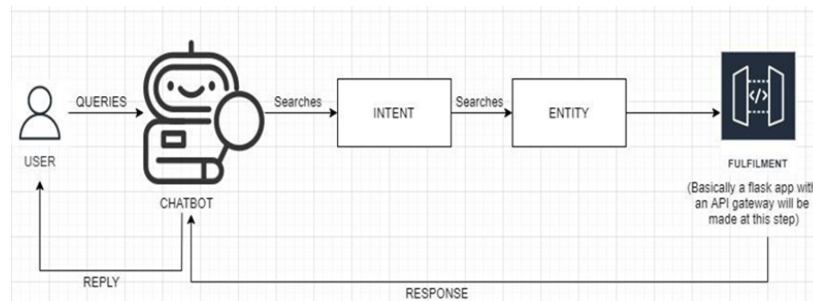 QUERIES
Searches
INTENT
Searches
ENTITY
</>
USER
CHATBOT
FULFILMENT
(Basically a flask app with
an API gateway will be
made at this step)
REPLY
RESPONSE